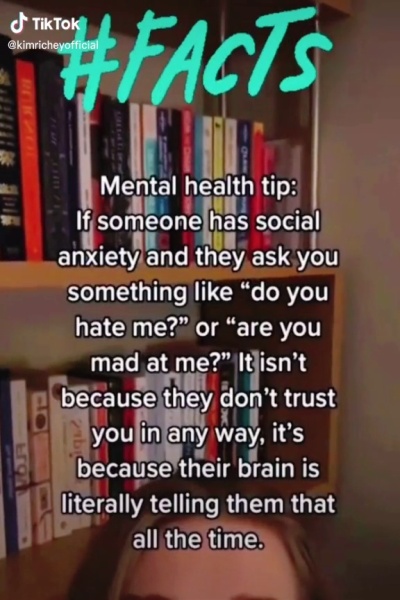 TikTok
@kimricheyofficial
#FACTS
Mental health tip:
If someone has social
anxiety and they ask you
something like “do you
hate me?” or “are you
mad at me?” It isn’t
because they don’t trust
you in any way, it’s
because their brain is
literally telling them that
all the time.